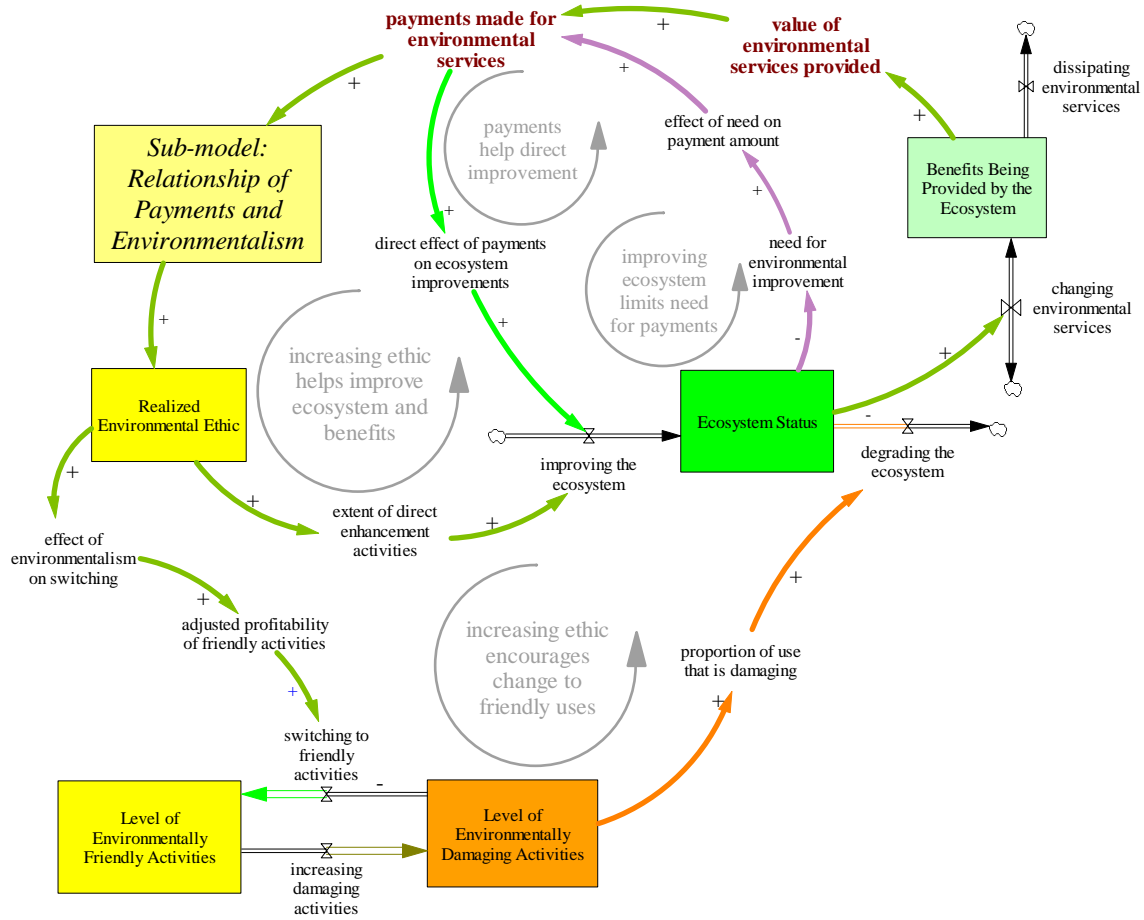 payments made for
environmental
services
value of
environmental
services provided
dissipating
environmental
services
+
+
+
+
payments
help direct
improvement
effect of need on
payment amount
Benefits Being
Provided by the
Ecosystem
Sub-model:
Relationship of
Payments and
Environmentalism
+
+
direct effect of payments
on ecosystem
improvements
improving
ecosystem
limits need
for payments
need for
environmental
improvement
changing
environmental
services
+
+
-
+
increasing ethic
helps improve
ecosystem and
benefits
Realized
Environmental Ethic
Ecosystem Status
-
improving the
ecosystem
degrading the
ecosystem
+
+
+
extent of direct
enhancement
activities
effect of
environmentalism
on switching
+
+
adjusted profitability
of friendly activities
increasing ethic
encourages
change to
friendly uses
proportion of use
that is damaging
+
+
switching to
friendly
activities
-
Level of
Environmentally
Friendly Activities
Level of
Environmentally
Damaging Activities
increasing
damaging
activities